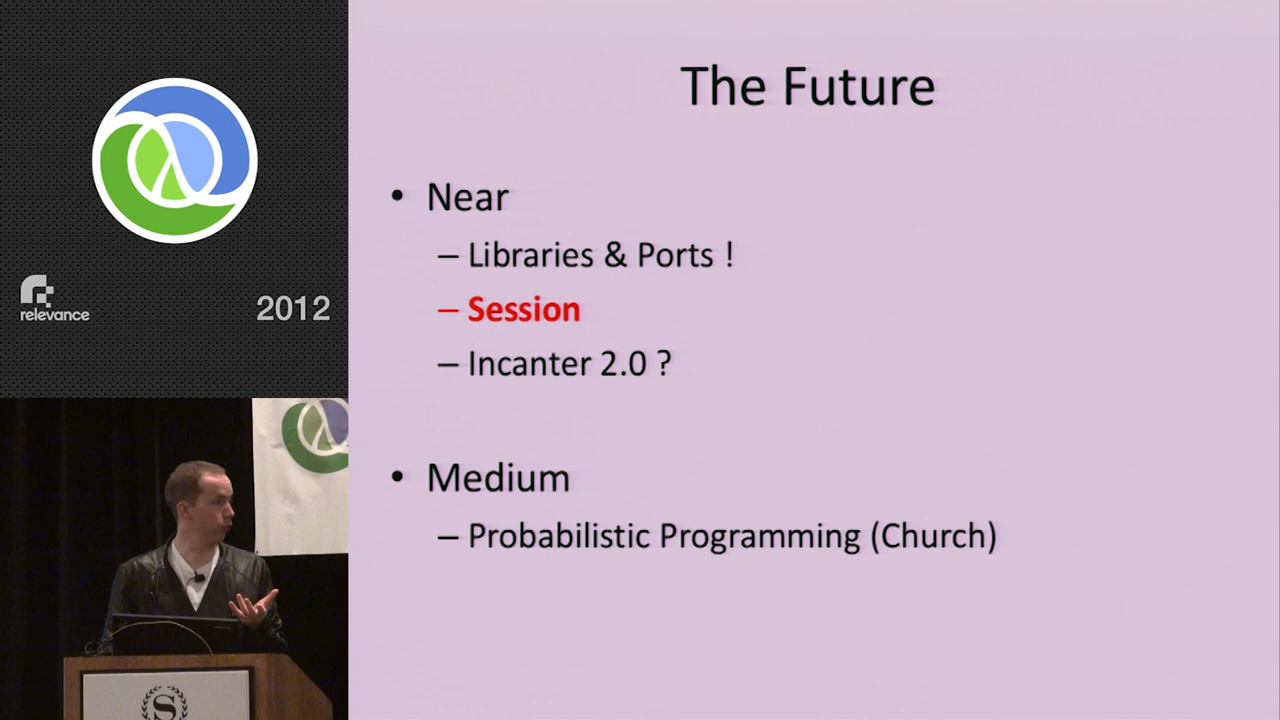 relevance
2012
The Future
• Near
– Libraries & Ports !
– Session
– Incanter 2.0 ?
• Medium
– Probabilistic Programming (Church)
S